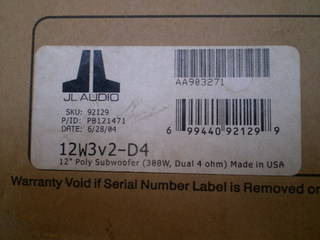 JL AUDIO
SKU: 92129
P/ID: PB121471
DATE: 6/28/04
AA903271
6 99440 92129 9
12W3v2-D4
12" Poly Subwoofer (300W, Dual 4 ohm) Made in USA
Warranty Void if Serial Number Label is Removed or